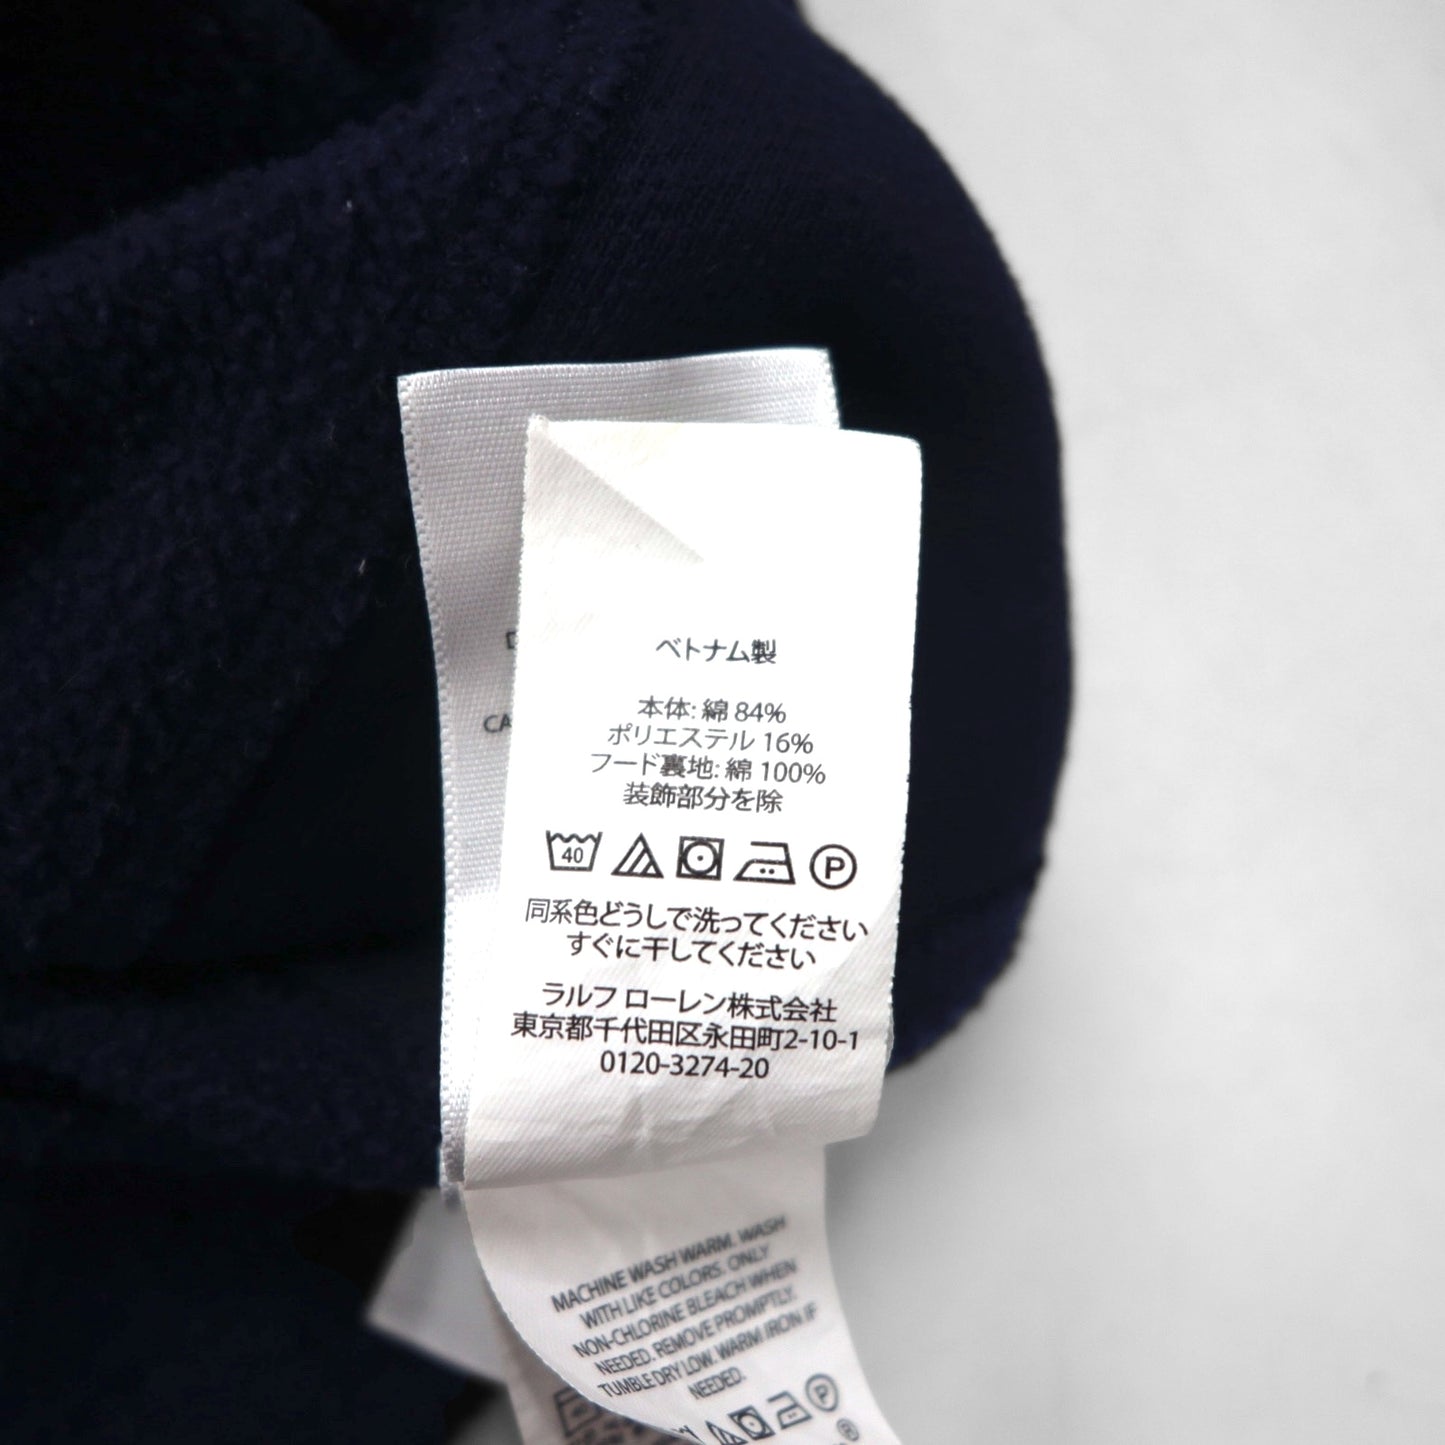 ベトナム製
本体: 綿 84%
ポリエステル 16%
フード裏地: 綿 100%
装飾部分を除
40
P
同系色どうしで洗ってください
すぐに干してください
ラルフ ローレン株式会社
東京都千代田区永田町2-10-1
0120-3274-20
CA
MACHINE WASH WARM. WASH
WITH LIKE COLORS. ONLY
NON-CHLORINE BLEACH WHEN
NEEDED. REMOVE PROMPTLY.
TUMBLE DRY LOW. WARM IRON IF
NEEDED.
P
®